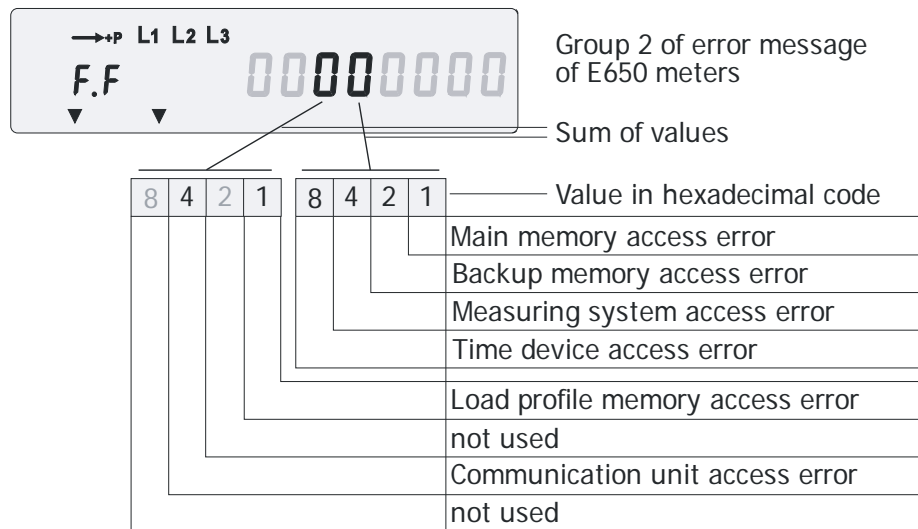 +P L1 L2 L3
F.F 00000000
Group 2 of error message
of E650 meters
Sum of values
8 4 2 1 8 4 2 1 Value in hexadecimal code
Main memory access error
Backup memory access error
Measuring system access error
Time device access error
Load profile memory access error
not used
Communication unit access error
not used